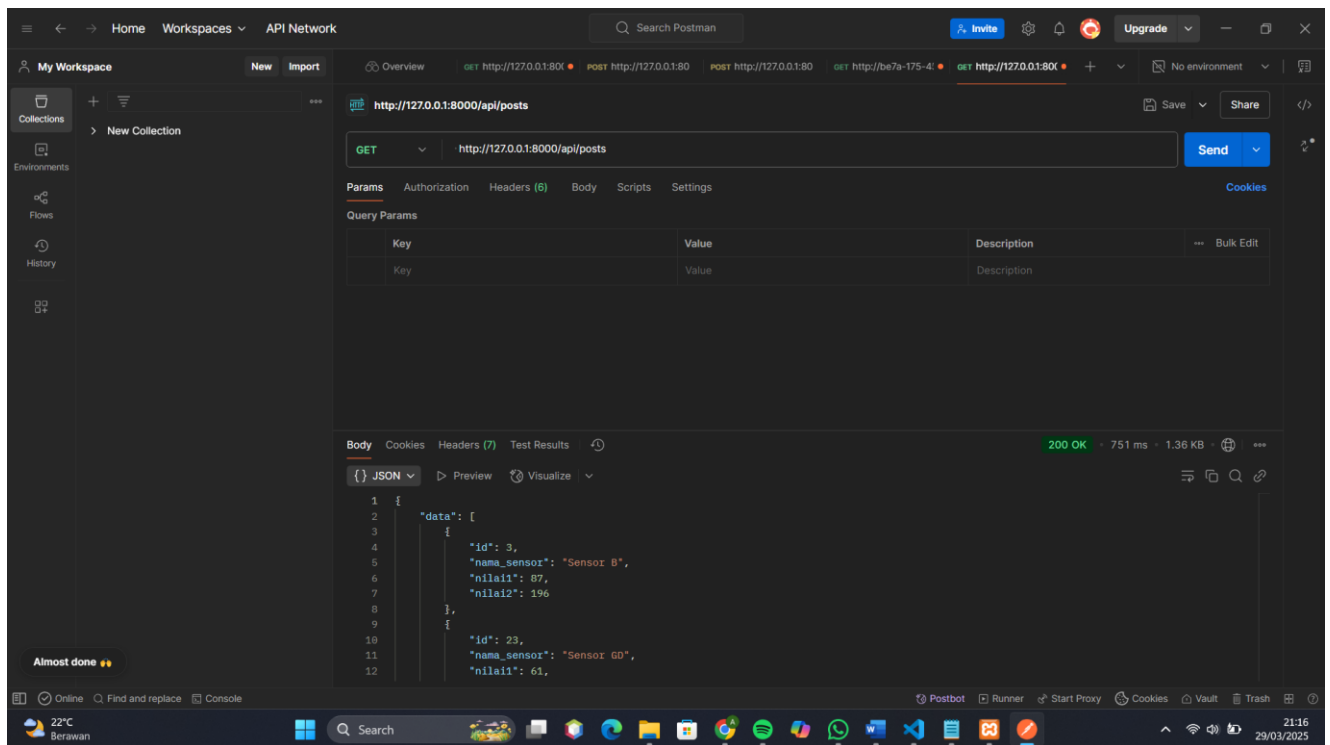 Home Workspaces API Network Search Postman Invite Upgrade
My Workspace New Import Overview GET http://127.0.0.1:80( POST http://127.0.0.1:80 POST http://127.0.0.1:80 GET http://be7a-175-4 GET http://127.0.0.1:80( No environment
Collections
New Collection
Environments
Flows
History
HTTP http://127.0.0.1:8000/api/posts Save Share
GET http://127.0.0.1:8000/api/posts Send
Params Authorization Headers (6) Body Scripts Settings Cookies
Query Params
Key Value Description Bulk Edit
Key Value Description
Body Cookies Headers (7) Test Results 200 OK 751 ms 1.36 KB
{} JSON Preview Visualize
1 {
2 "data": [
3 {
4 "id": 3,
5 "nama_sensor": "Sensor B",
6 "nilai1": 87,
7 "nilai2": 196
8 },
9 {
10 "id": 23,
11 "nama_sensor": "Sensor GD",
12 "nilai1": 61,
Almost done
Online Find and replace Console Postbot Runner Start Proxy Cookies Vault Trash
22°C
Berawan
Search
21:16
29/03/2025